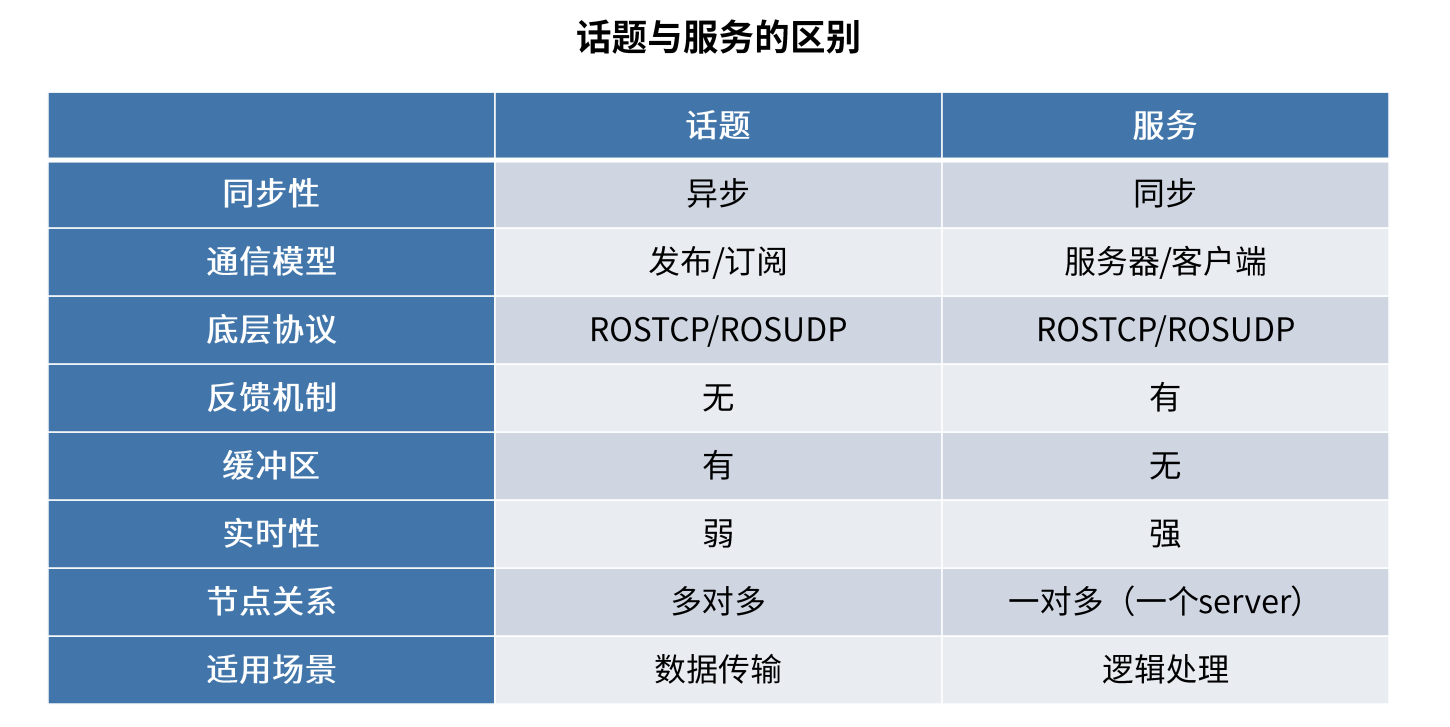 话题与服务的区别
话题 服务
同步性 异步 同步
通信模型 发布/订阅 服务器/客户端
底层协议 ROSTCP/ROSUDP ROSTCP/ROSUDP
反馈机制 无 有
缓冲区 有 无
实时性 弱 强
节点关系 多对多 一对多（一个server）
适用场景 数据传输 逻辑处理